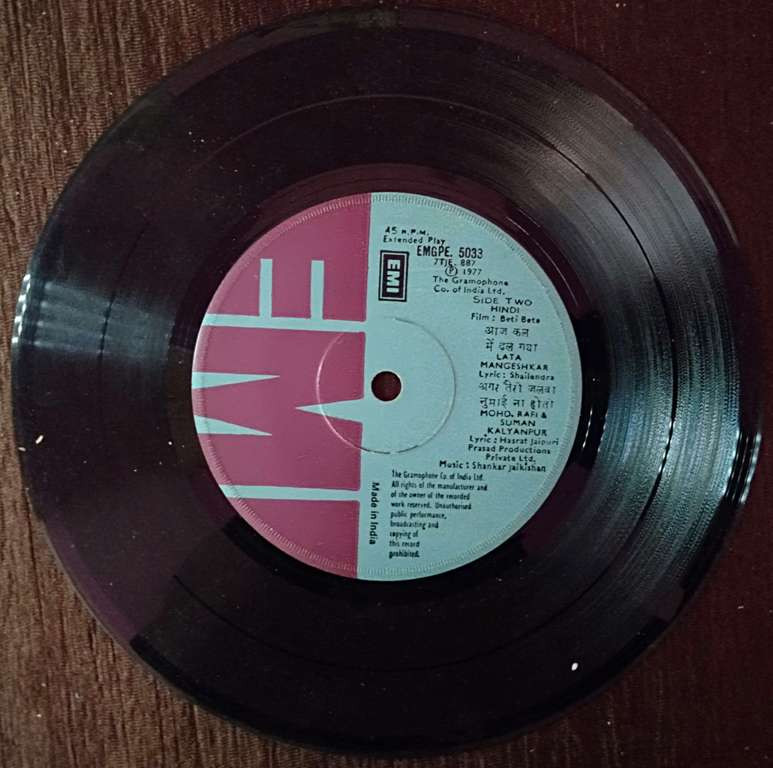 EMI
45 R.P.M.
Extended Play
EMGPE. 5033
7TJE. 887
Ⓟ 1977
The Gramophone
Co. of India Ltd.
EMI
SIDE TWO
HINDI
Film : Beti Bete
आज कल
में ढल गया
LATA
MANGESHKAR
Lyric : Shailendra
अगर तेरी जलवा
नुमाई ना होती
MOHD. RAFI &
SUMAN
KALYANPUR
Lyric : Hasrat Jaipuri
Prasad Productions
Private Ltd.
Music : Shankar Jaikishan
The Gramophone Co. of India Ltd.
All rights of the manufacturer and
of the owner of the recorded
work reserved. Unauthorised
public performance,
broadcasting and
copying of
this record
prohibited.
Made in India